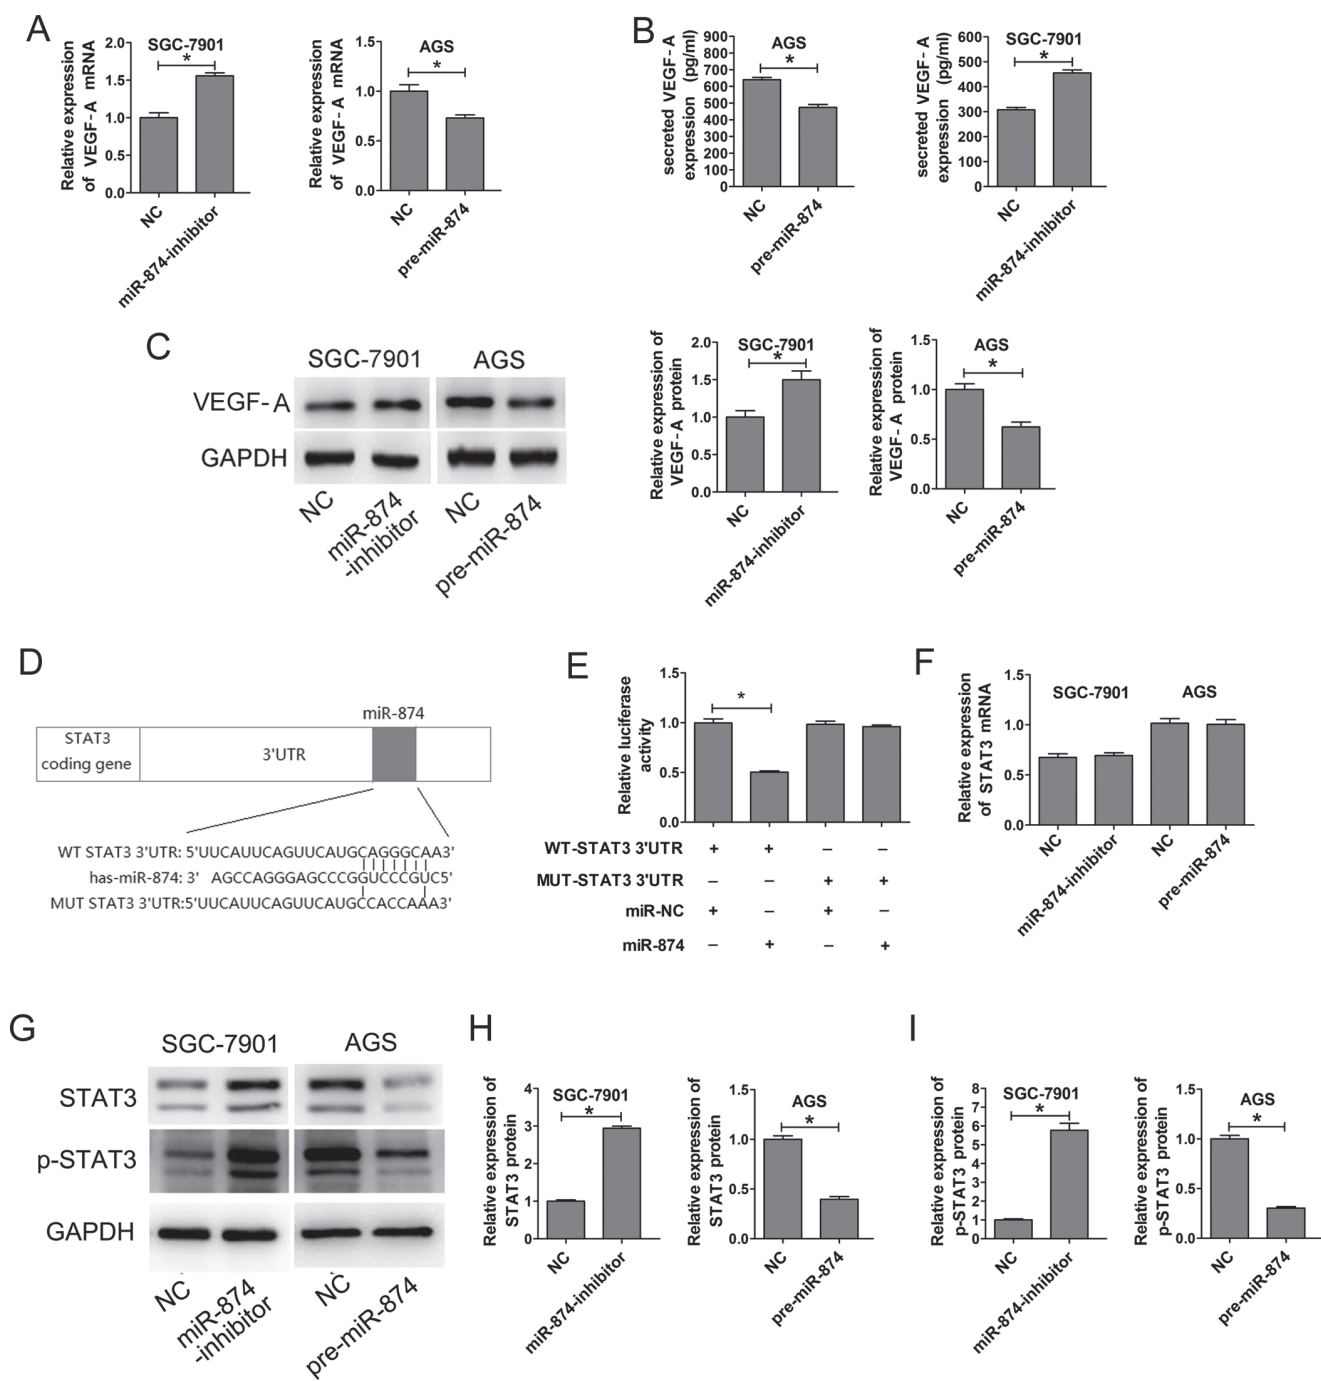 A
Relative expression
of VEGF-A mRNA
2.0
1.5
1.0
0.5
0.0
SGC-7901
*
NC
miR-874-inhibitor
Relative expression
of VEGF-A mRNA
1.5
1.0
0.5
0.0
AGS
*
NC
pre-miR-874
B
secreted VEGF-A
expression (pg/ml)
900
800
700
600
500
400
300
200
100
0
AGS
*
NC
pre-miR-874
secreted VEGF-A
expression (pg/ml)
600
500
400
300
200
100
0
SGC-7901
*
NC
miR-874-inhibitor
C
SGC-7901 AGS
VEGF-A
GAPDH
NC
miR-874
-inhibitor
NC
pre-miR-874
Relative expression of
VEGF-A protein
2.0
1.5
1.0
0.5
0.0
SGC-7901
*
NC
miR-874-inhibitor
Relative expression of
VEGF-A protein
1.5
1.0
0.5
0.0
AGS
*
NC
pre-miR-874
D
miR-874
STAT3
coding gene
3'UTR
WT STAT3 3'UTR: 5'UUCAUUCAGUUCAUGCAGGGCAA3'
has-miR-874: 3' AGCCAGGGAGCCCGGUCCCGUC5'
MUT STAT3 3'UTR:5'UUCAUUCAGUUCAUGCCACCAAA3'
E
Relative luciferase
activity
1.5
1.0
0.5
0.0
*
WT-STAT3 3'UTR + + – –
MUT-STAT3 3'UTR – – + +
miR-NC + – + –
miR-874 – + – +
F
Relative expression
of STAT3 mRNA
1.5
1.0
0.5
0.0
SGC-7901 AGS
NC
miR-874-inhibitor
NC
pre-miR-874
G
SGC-7901 AGS
STAT3
p-STAT3
GAPDH
NC
miR-874
-inhibitor
NC
pre-miR-874
H
Relative expression of
STAT3 protein
4
3
2
1
0
SGC-7901
*
NC
miR-874-inhibitor
Relative expression of
STAT3 protein
1.5
1.0
0.5
0.0
AGS
*
NC
pre-miR-874
I
Relative expression of
p-STAT3 protein
8
7
6
5
4
3
2
1
0
SGC-7901
*
NC
miR-874-inhibitor
Relative expression of
p-STAT3 protein
1.5
1.0
0.5
0.0
AGS
*
NC
pre-miR-874